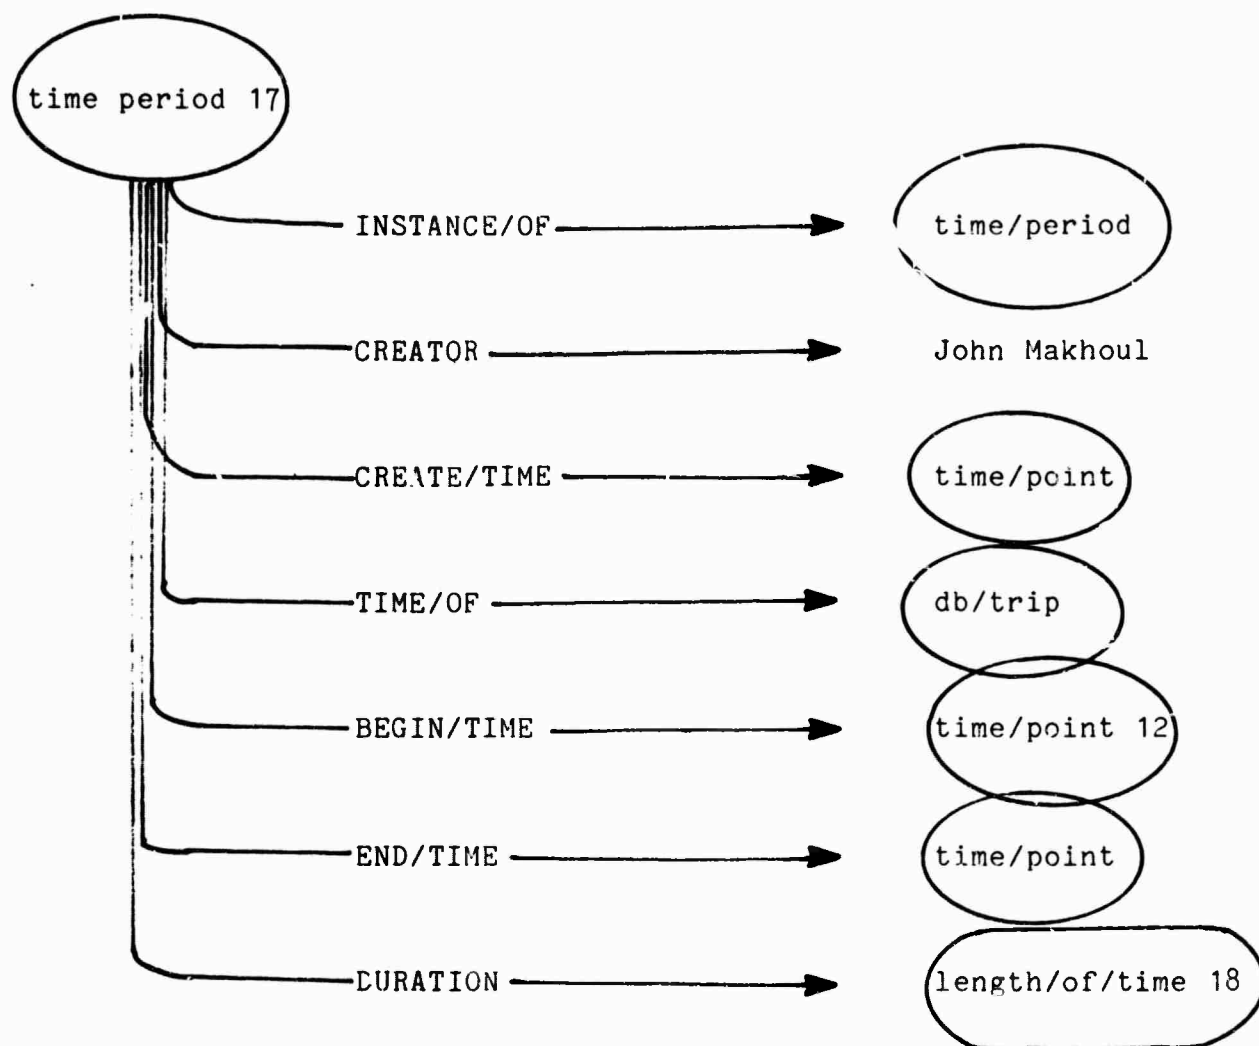 time period 17
INSTANCE/OF time/period
CREATOR John Makhoul
CREATE/TIME time/point
TIME/OF db/trip
BEGIN/TIME time/point 12
END/TIME time/point
DURATION length/of/time 18